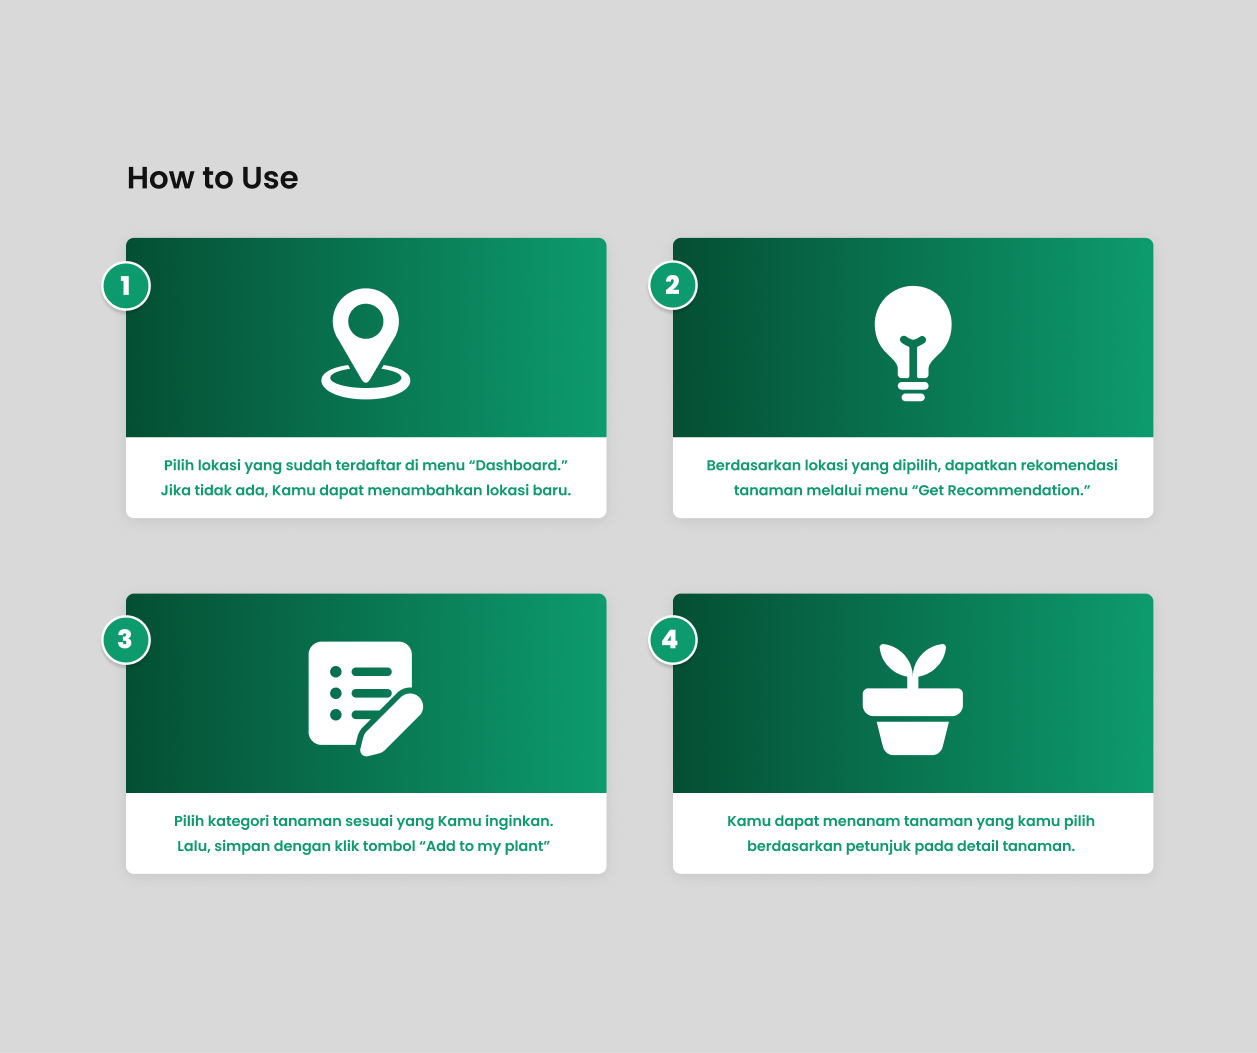 How to Use
1
Pilih lokasi yang sudah terdaftar di menu “Dashboard.”
Jika tidak ada, Kamu dapat menambahkan lokasi baru.
2
Berdasarkan lokasi yang dipilih, dapatkan rekomendasi
tanaman melalui menu “Get Recommendation.”
3
Pilih kategori tanaman sesuai yang Kamu inginkan.
Lalu, simpan dengan klik tombol “Add to my plant”
4
Kamu dapat menanam tanaman yang kamu pilih
berdasarkan petunjuk pada detail tanaman.